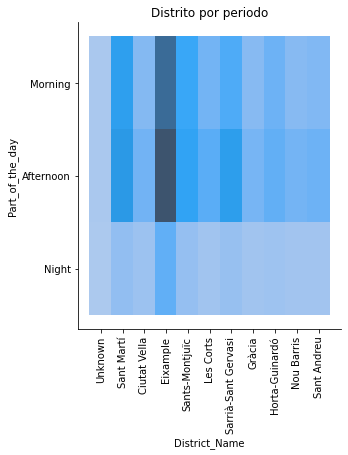 Distrito por periodo
Part_of_the_day
Morning
Afternoon
Night
Unknown
Sant Martí
Ciutat Vella
Eixample
Sants-Montjuïc
Les Corts
Sarrià-Sant Gervasi
Gràcia
Horta-Guinardó
Nou Barris
Sant Andreu
District_Name